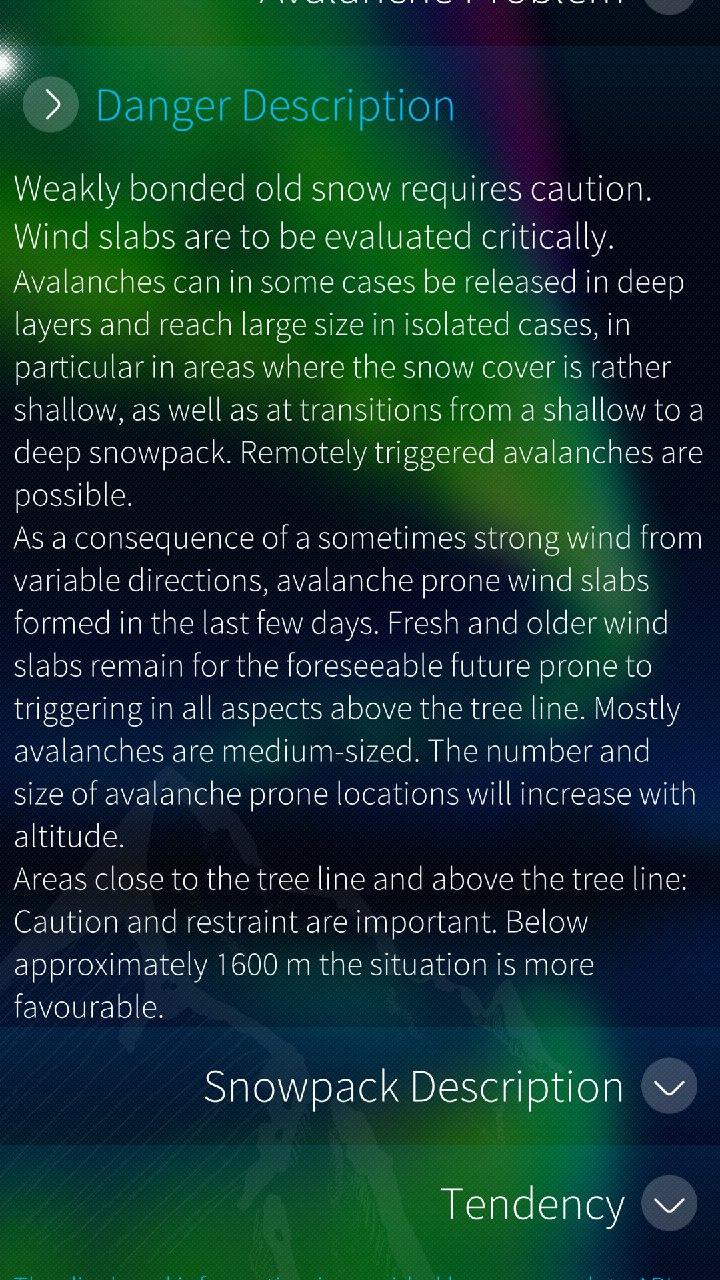 Danger Description
Weakly bonded old snow requires caution.
Wind slabs are to be evaluated critically.
Avalanches can in some cases be released in deep
layers and reach large size in isolated cases, in
particular in areas where the snow cover is rather
shallow, as well as at transitions from a shallow to a
deep snowpack. Remotely triggered avalanches are
possible.
As a consequence of a sometimes strong wind from
variable directions, avalanche prone wind slabs
formed in the last few days. Fresh and older wind
slabs remain for the foreseeable future prone to
triggering in all aspects above the tree line. Mostly
avalanches are medium-sized. The number and
size of avalanche prone locations will increase with
altitude.
Areas close to the tree line and above the tree line:
Caution and restraint are important. Below
approximately 1600 m the situation is more
favourable.
Snowpack Description
Tendency